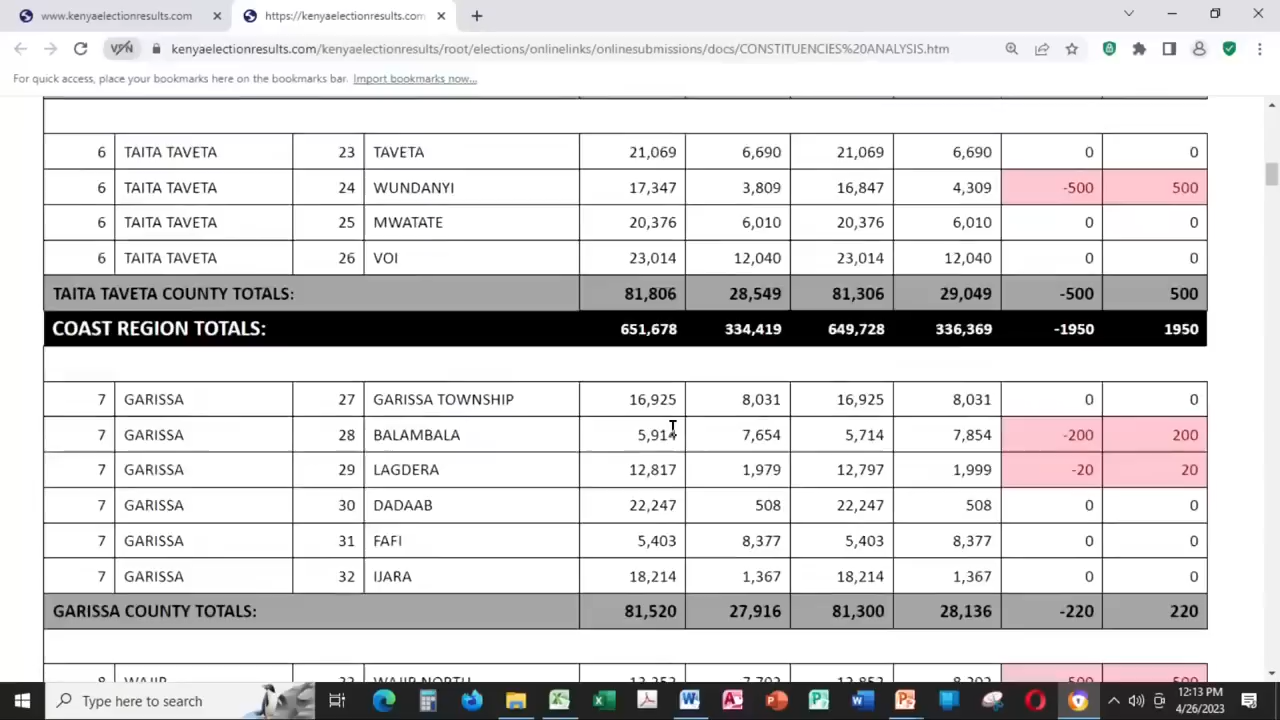 www.kenyaelectionresults.com
https://kenyaelectionresults.com/
VPN kenyaelectionresults.com/kenyaelectionresults/root/elections/onlinelinks/onlinesubmissions/docs/CONSTITUENCIES%20ANALYSIS.htm
For quick access, place your bookmarks here on the bookmarks bar. Import bookmarks now...
6 TAITA TAVETA 23 TAVETA 21,069 6,690 21,069 6,690 0 0
6 TAITA TAVETA 24 WUNDANYI 17,347 3,809 16,847 4,309 -500 500
6 TAITA TAVETA 25 MWATATE 20,376 6,010 20,376 6,010 0 0
6 TAITA TAVETA 26 VOI 23,014 12,040 23,014 12,040 0 0
TAITA TAVETA COUNTY TOTALS: 81,806 28,549 81,306 29,049 -500 500
COAST REGION TOTALS: 651,678 334,419 649,728 336,369 -1950 1950
7 GARISSA 27 GARISSA TOWNSHIP 16,925 8,031 16,925 8,031 0 0
7 GARISSA 28 BALAMBALA 5,914 7,654 5,714 7,854 -200 200
7 GARISSA 29 LAGDERA 12,817 1,979 12,797 1,999 -20 20
7 GARISSA 30 DADAAB 22,247 508 22,247 508 0 0
7 GARISSA 31 FAFI 5,403 8,377 5,403 8,377 0 0
7 GARISSA 32 IJARA 18,214 1,367 18,214 1,367 0 0
GARISSA COUNTY TOTALS: 81,520 27,916 81,300 28,136 -220 220
Type here to search
12:13 PM
4/26/2023